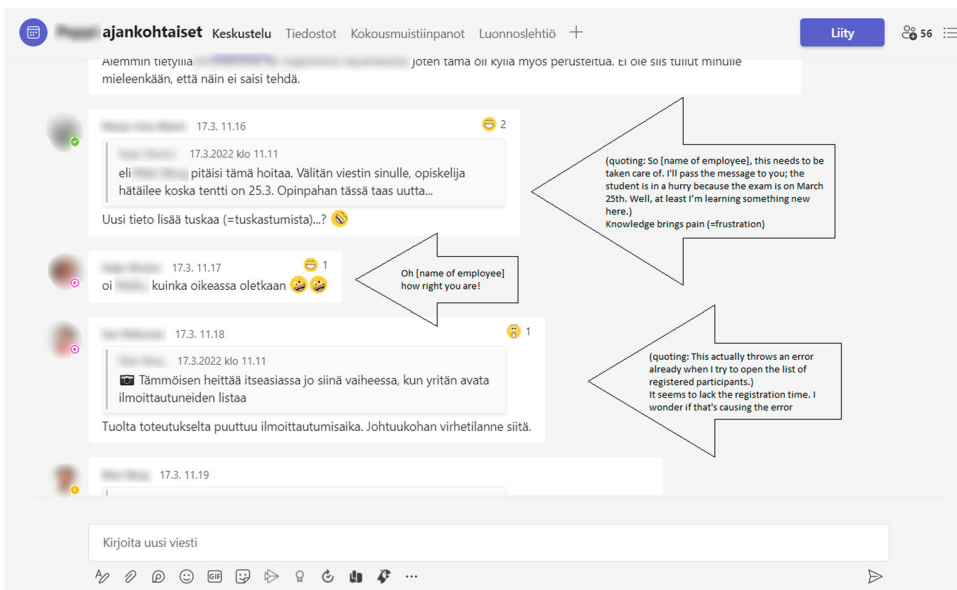 ajankohtaiset Keskustelu Tiedostot Kokousmuistiinpanot Luonnoslehtiö Liity 56
Aiemmin tietyillä joten tämä oli kyllä myös perusteltua. Ei ole siis tullut minulle
mieleenkään, että näin ei saisi tehdä.
17.3. 11.16 2
17.3.2022 klo 11.11
eli pitäisi tämä hoitaa. Välitän viestin sinulle, opiskelija
hätäilee koska tentti on 25.3. Opinpahan tässä taas uutta...
Uusi tieto lisää tuskaa (=tuskastumista)...?
(quoting: So [name of employee], this needs to be
taken care of. I'll pass the message to you; the
student is in a hurry because the exam is on March
25th. Well, at least I'm learning something new
here.)
Knowledge brings pain (=frustration)
17.3. 11.17 1
oi kuinka oikeassa oletkaan
Oh [name of employee]
how right you are!
17.3. 11.18 1
17.3.2022 klo 11.11
Tämmöisen heittää itseasiassa jo siinä vaiheessa, kun yritän avata
ilmoittautuneiden listaa
Tuolta toteutukselta puuttuu ilmoittautumisaika. Johtuukohan virhetilanne siitä.
(quoting: This actually throws an error
already when I try to open the list of
registered participants.)
It seems to lack the registration time. I
wonder if that's causing the error
17.3. 11.19
Kirjoita uusi viesti
GIF